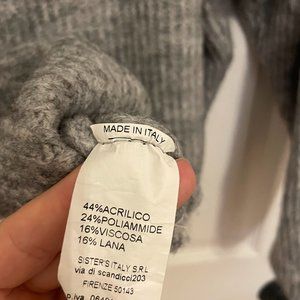 MADE IN ITALY
44%ACRILICO
24%POLIAMMIDE
16%VISCOSA
16% LANA
SISTER'S ITALY S.R.L
via di scandicci203
FIRENZE 50143